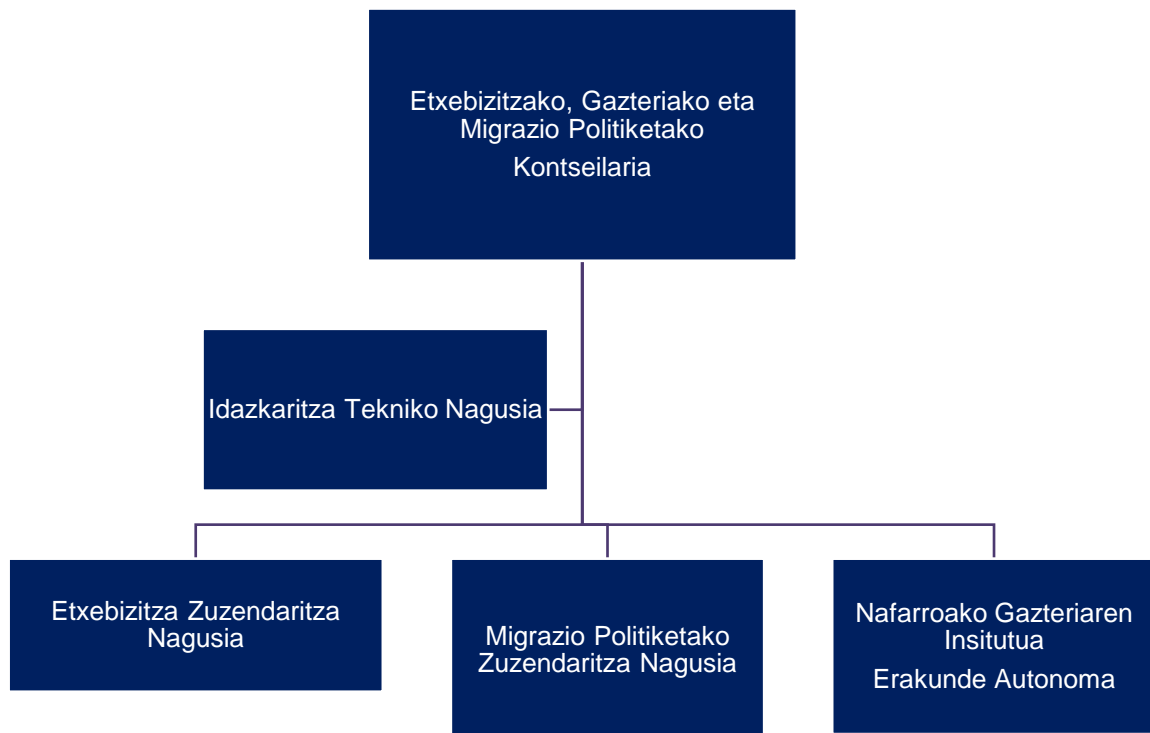 Etxebizitzako, Gazteriako eta
Migrazio Politiketako
Kontseilaria
Idazkaritza Tekniko Nagusia
Etxebizitza Zuzendaritza
Nagusia
Migrazio Politiketako
Zuzendaritza Nagusia
Nafarroako Gazteriaren
Insitutua
Erakunde Autonoma